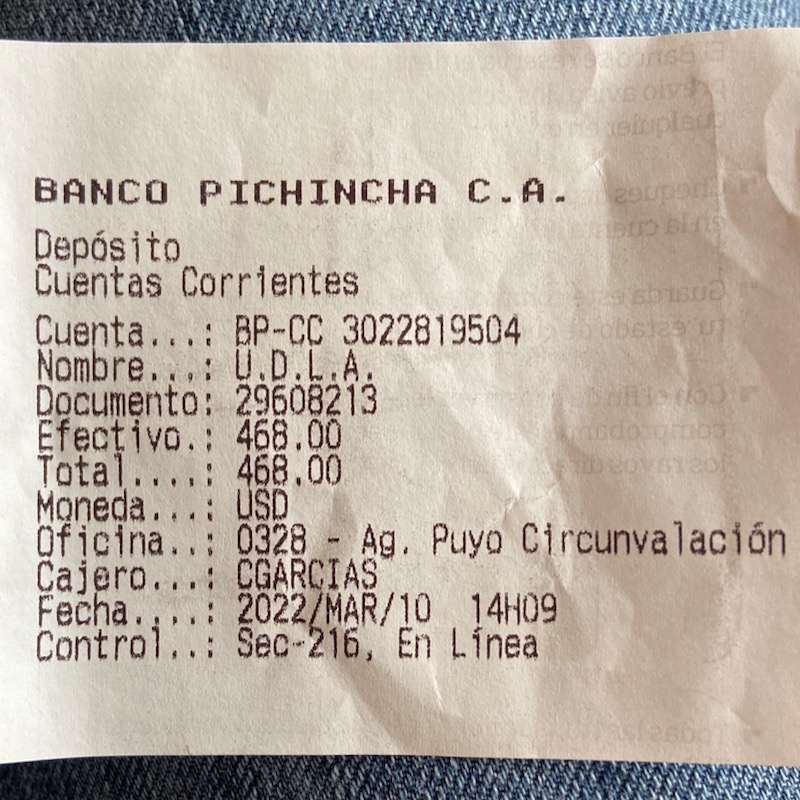 BANCO PICHINCHA C.A.
Depósito
Cuentas Corrientes
Cuenta...: BP-CC 3022819504
Nombre...: U.D.L.A.
Documento: 29608213
Efectivo.: 468.00
Total....: 468.00
Moneda...: USD
Oficina..: 0328 - Ag. Puyo Circunvalación
Cajero...: CGARCIAS
Fecha....: 2022/MAR/10 14H09
Control..: Sec-216, En Línea